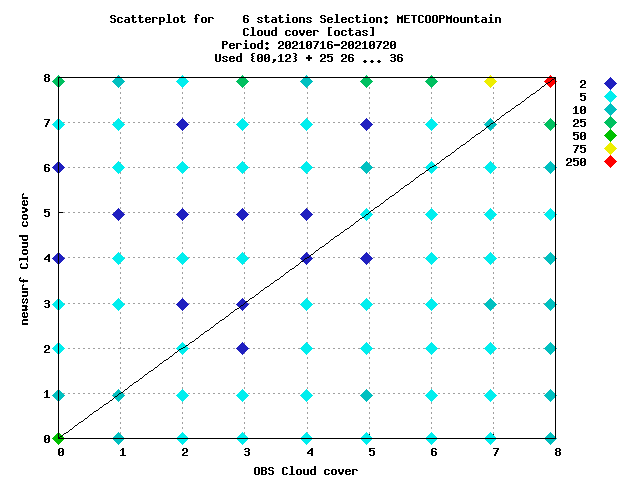 Scatterplot for    6 stations Selection: METCOOPMountain
Cloud cover [octas]
Period: 20210716-20210720
Used {00,12} + 25 26 ... 36
8
7
6
5
4
3
2
1
0
newsurf Cloud cover
0 1 2 3 4 5 6 7 8
OBS Cloud cover
2
5
10
25
50
75
250